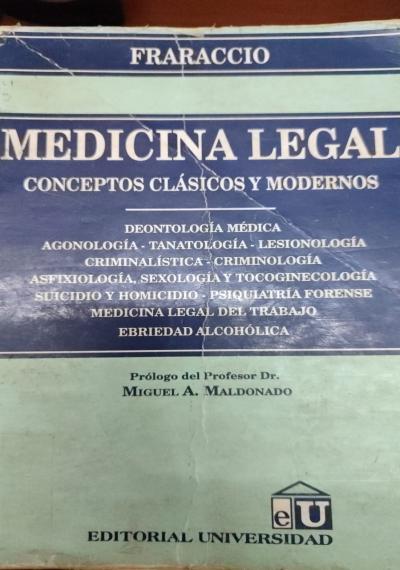 FRARACCIO
MEDICINA LEGAL
CONCEPTOS CLÁSICOS Y MODERNOS
DEONTOLOGÍA MÉDICA
AGONOLOGÍA - TANATOLOGÍA - LESIONOLOGÍA
CRIMINALÍSTICA - CRIMINOLOGÍA
ASFIXIOLOGÍA, SEXOLOGÍA Y TOCOGINECOLOGÍA
SUICIDIO Y HOMICIDIO - PSIQUIATRÍA FORENSE
MEDICINA LEGAL DEL TRABAJO
EBRIEDAD ALCOHÓLICA
Prólogo del Profesor Dr.
MIGUEL A. MALDONADO
eU
EDITORIAL UNIVERSIDAD